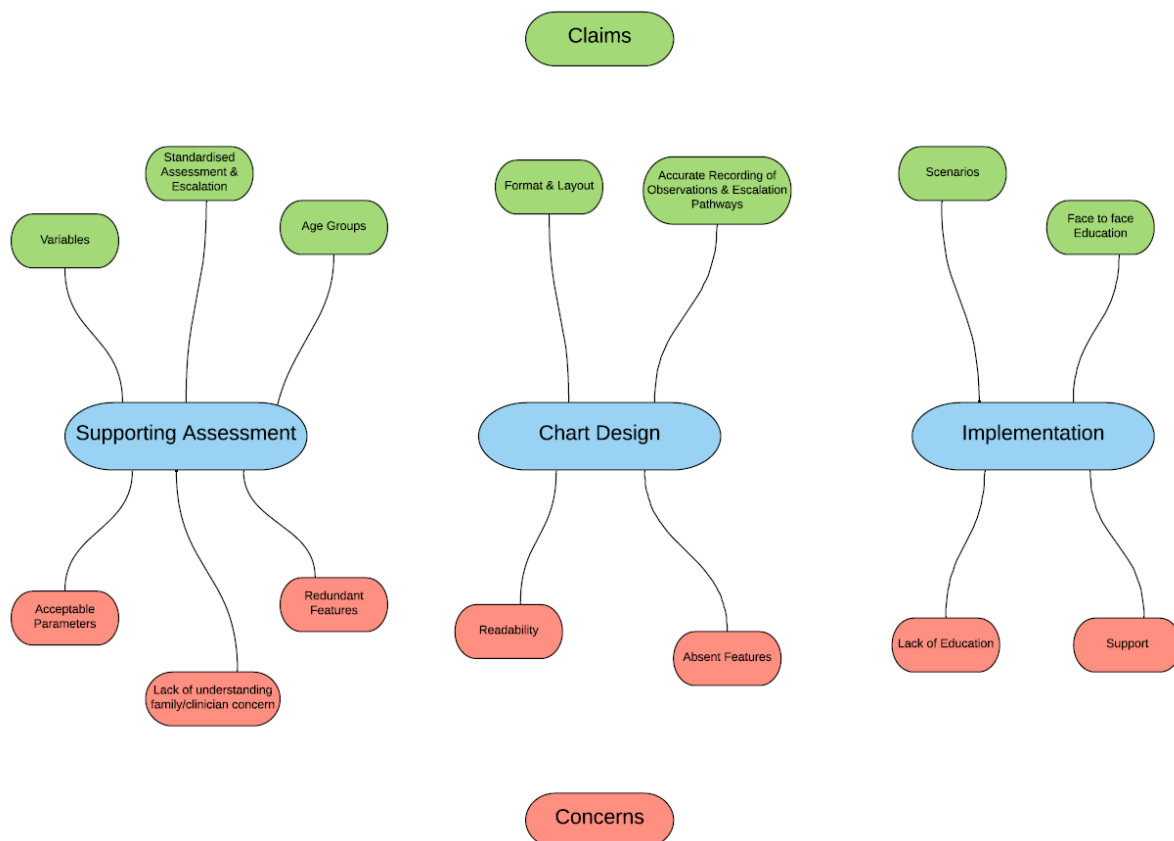 Claims
Variables
Standardised
Assessment &
Escalation
Age Groups
Format & Layout
Accurate Recording of
Observations & Escalation
Pathways
Scenarios
Face to face
Education
Supporting Assessment
Chart Design
Implementation
Acceptable
Parameters
Lack of understanding
family/clinician concern
Redundant
Features
Readability
Absent Features
Lack of Education
Support
Concerns